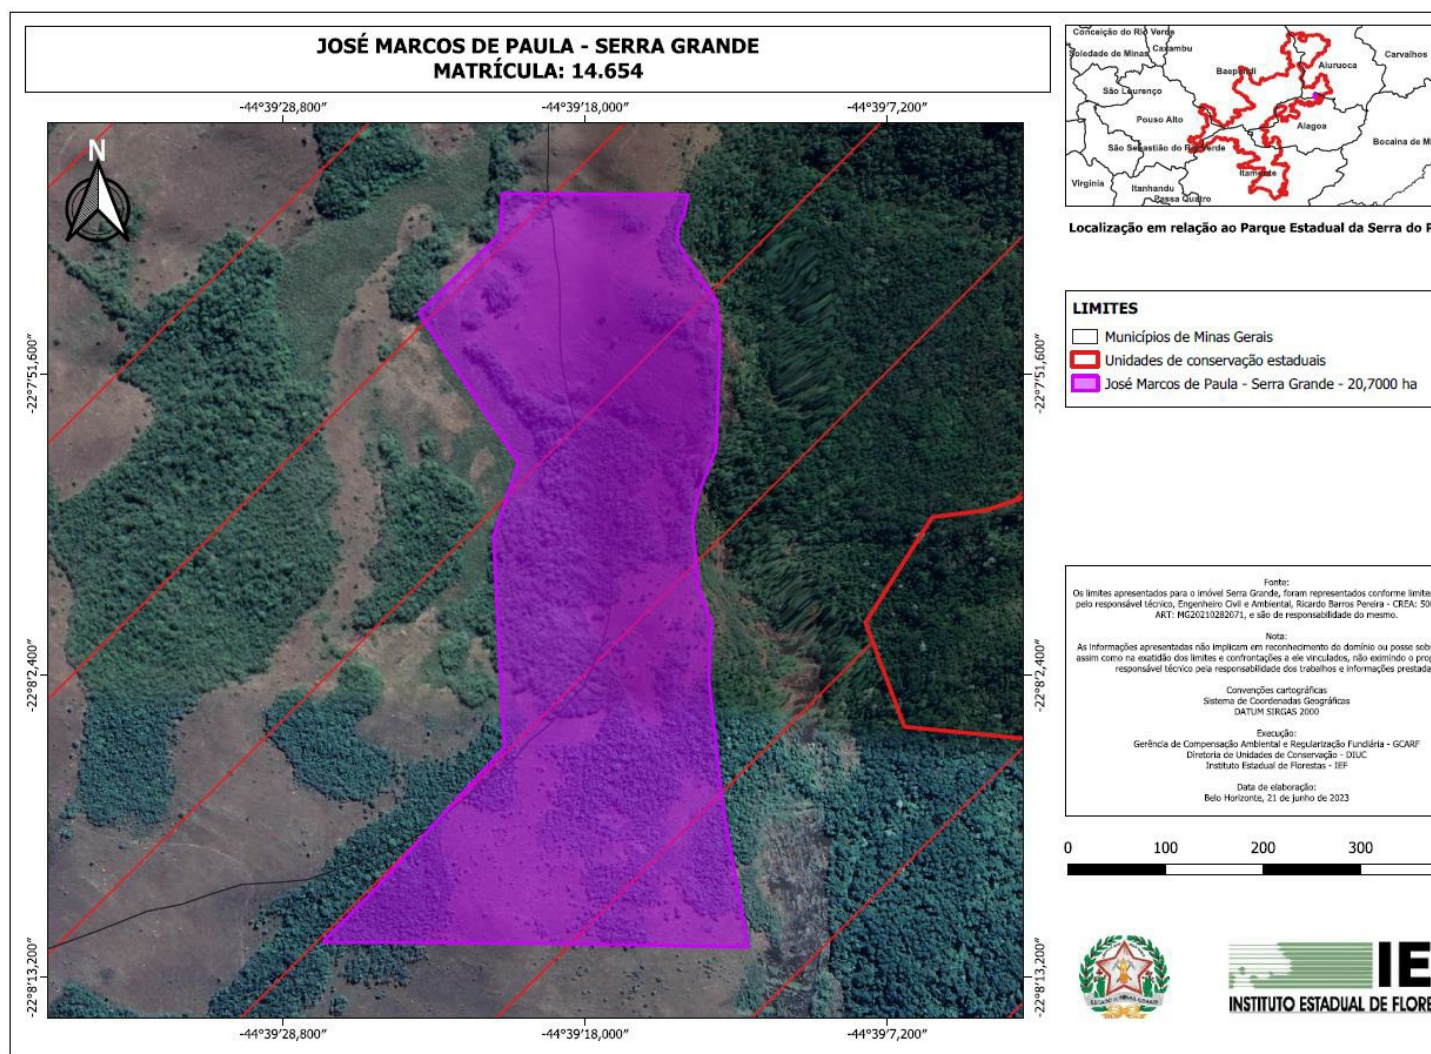 JOSÉ MARCOS DE PAULA - SERRA GRANDE
MATRÍCULA: 14.654
-44°39'28,800"
-44°39'18,000"
-44°39'7,200"
N
-22°7'51,600"
-22°8'2,400"
-22°8'13,200"
-22°7'51,600"
-22°8'2,400"
-22°8'13,200"
-44°39'28,800"
-44°39'18,000"
-44°39'7,200"
Conceição do Rio Verde
Soledade de Minas
Caxambu
Baependi
Aiuruoca
Carvalhos
São Lourenço
Pouso Alto
Alagoa
Bocaina de Mi
São Sebastião do Rio Verde
Itamonte
Virgínia
Itanhandu
Passa Quatro
Localização em relação ao Parque Estadual da Serra do P
LIMITES
Municípios de Minas Gerais
Unidades de conservação estaduais
José Marcos de Paula - Serra Grande - 20,7000 ha
Fonte:
Os limites apresentados para o imóvel Serra Grande, foram representados conforme limite
pelo responsável técnico, Engenheiro Civil e Ambiental, Ricardo Barros Pereira - CREA: 50
ART: MG20210282071, e são de responsabilidade do mesmo.
Nota:
As informações apresentadas não implicam em reconhecimento do domínio ou posse sob
assim como na exatidão dos limites e confrontações a ele vinculados, não eximindo o prop
responsável técnico pela responsabilidade dos trabalhos e informações prestada
Convenções cartográficas
Sistema de Coordenadas Geográficas
DATUM SIRGAS 2000
Execução:
Gerência de Compensação Ambiental e Regularização Fundiária - GCARF
Diretoria de Unidades de Conservação - DIUC
Instituto Estadual de Florestas - IEF
Data de elaboração:
Belo Horizonte, 21 de junho de 2023
0 100 200 300
ESTADO DE MINAS GERAIS
IE
INSTITUTO ESTADUAL DE FLORE